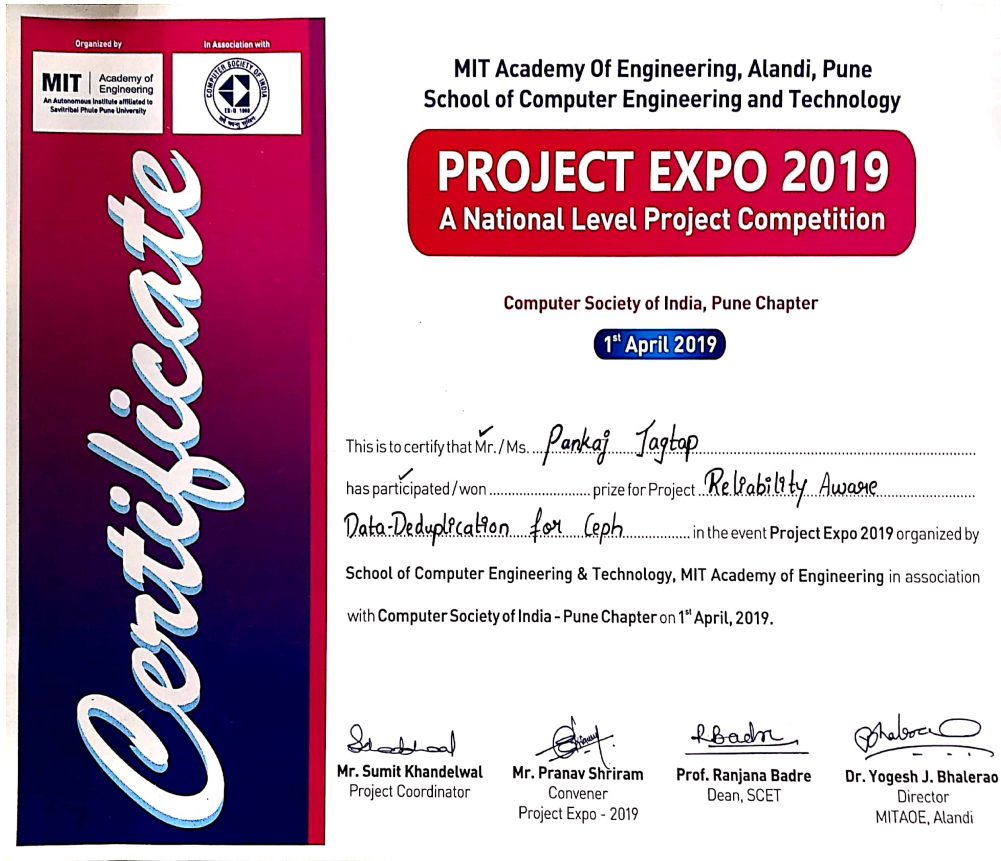 Organized by
MIT Academy of Engineering
An Autonomous Institute affiliated to
Savitribai Phule Pune University
In Association with
COMPUTER SOCIETY OF INDIA
ESTD 1965
Certificate
MIT Academy Of Engineering, Alandi, Pune
School of Computer Engineering and Technology
PROJECT EXPO 2019
A National Level Project Competition
Computer Society of India, Pune Chapter
1st April 2019
This is to certify that Mr. / Ms. Pankaj Jagtap
has participated / won .......................... prize for Project Reliability Aware
Data-Deduplication for Ceph in the event Project Expo 2019 organized by
School of Computer Engineering & Technology, MIT Academy of Engineering in association
with Computer Society of India - Pune Chapter on 1st April, 2019.
Mr. Sumit Khandelwal
Project Coordinator
Mr. Pranav Shriram
Convener
Project Expo - 2019
RBadre
Prof. Ranjana Badre
Dean, SCET
Dr. Yogesh J. Bhalerao
Director
MITAOE, Alandi